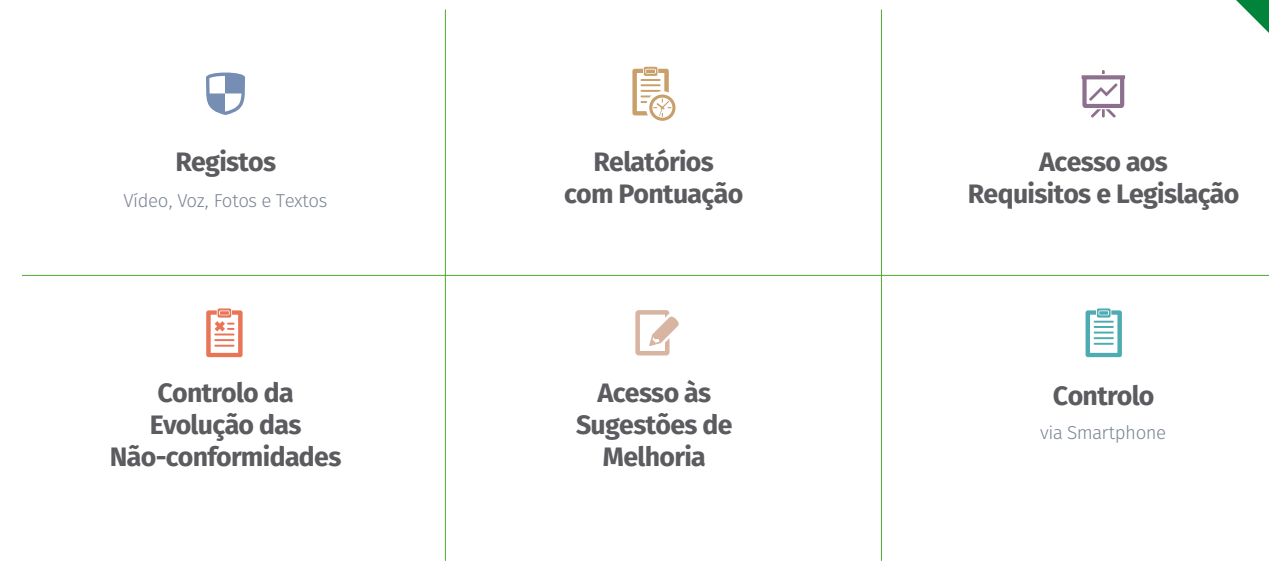 Registos
Vídeo, Voz, Fotos e Textos
Relatórios
com Pontuação
Acesso aos
Requisitos e Legislação
Controlo da
Evolução das
Não-conformidades
Acesso às
Sugestões de
Melhoria
Controlo
via Smartphone